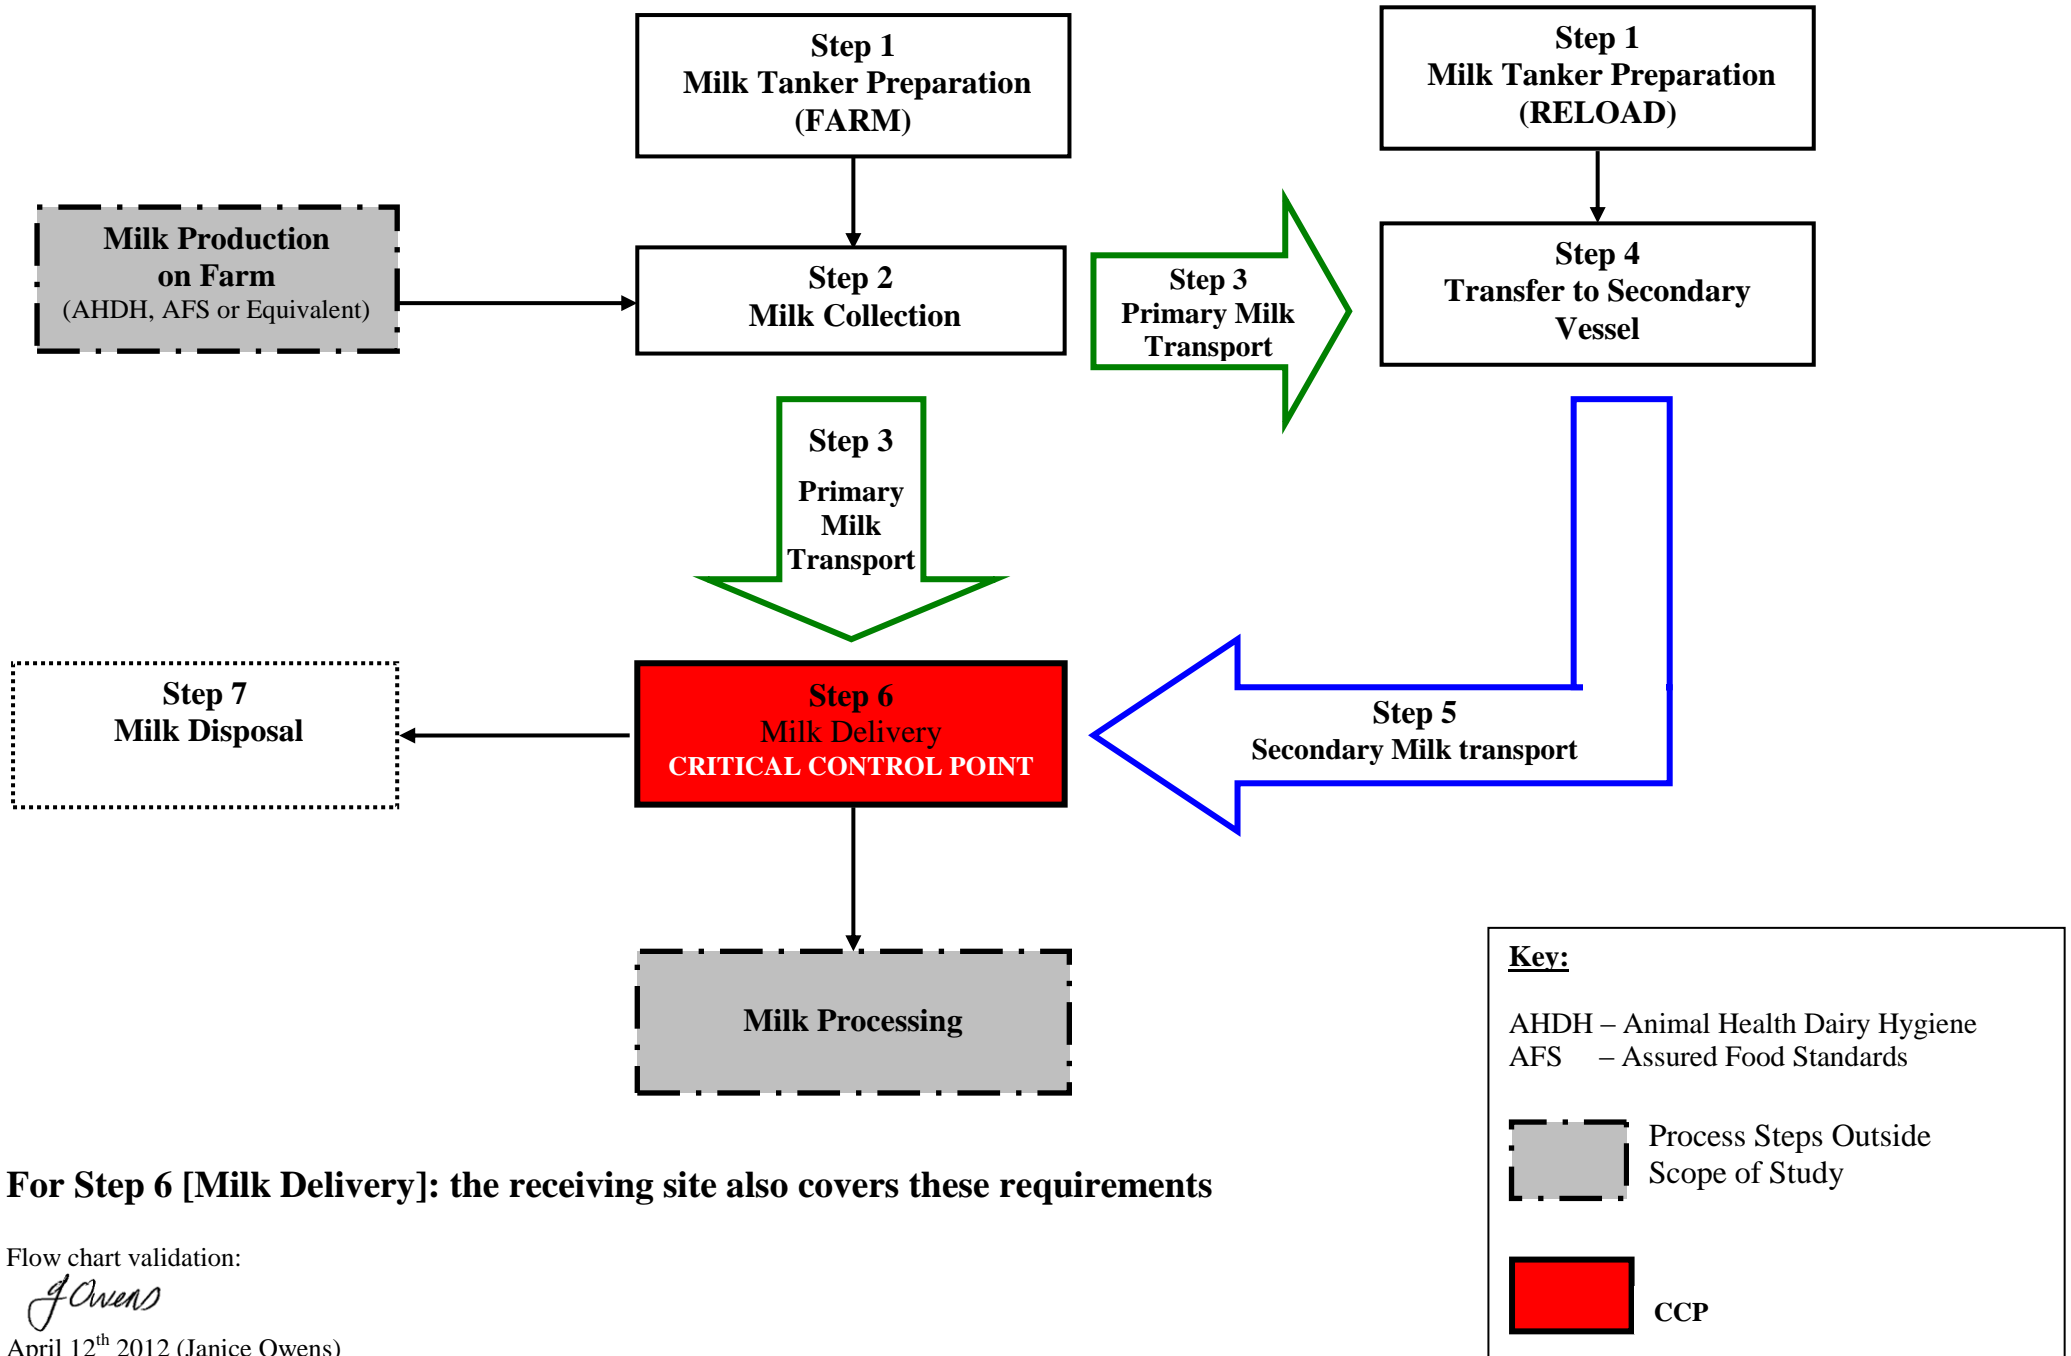 Step 1
Milk Tanker Preparation
(FARM)
Step 1
Milk Tanker Preparation
(RELOAD)
Milk Production
on Farm
(AHDH, AFS or Equivalent)
Step 2
Milk Collection
Step 3
Primary Milk
Transport
Step 4
Transfer to Secondary
Vessel
Step 3
Primary
Milk
Transport
Step 7
Milk Disposal
Step 6
Milk Delivery
CRITICAL CONTROL POINT
Step 5
Secondary Milk transport
Milk Processing
Key:
AHDH – Animal Health Dairy Hygiene
AFS – Assured Food Standards
Process Steps Outside
Scope of Study
CCP
For Step 6 [Milk Delivery]: the receiving site also covers these requirements
Flow chart validation:
J Owens
April 12th 2012 (Janice Owens)